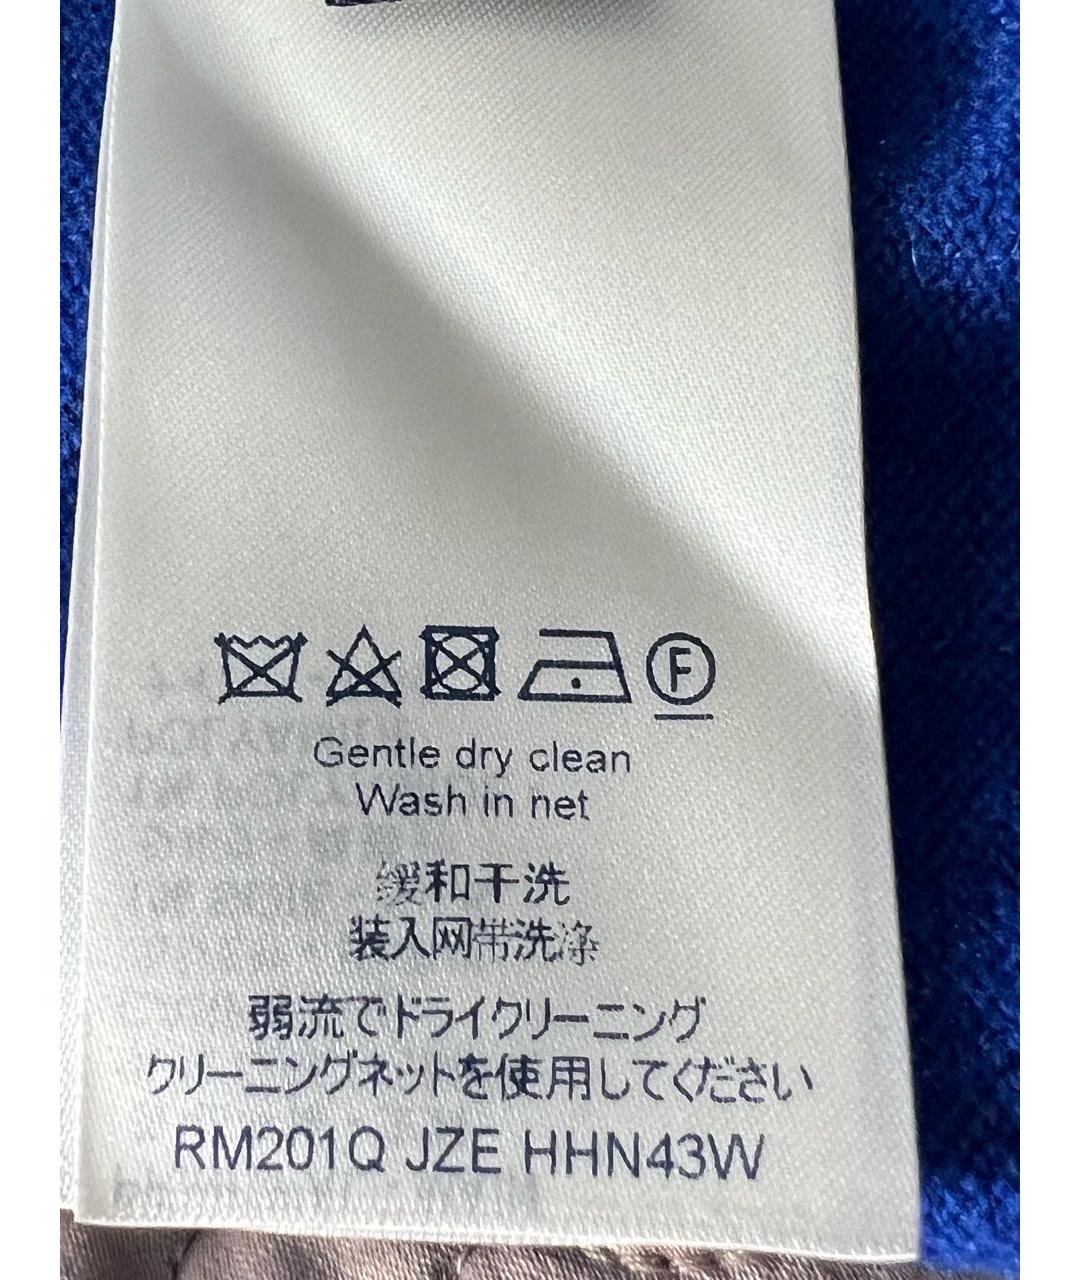 F
Gentle dry clean
Wash in net
缓和干洗
装入网带洗涤
弱流でドライクリーニング
クリーニングネットを使用してください
RM201Q JZE HHN43W